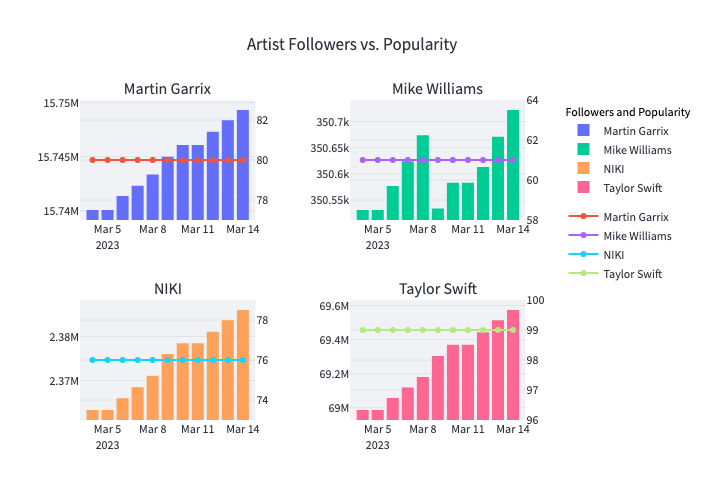 Artist Followers vs. Popularity
Martin Garrix
15.75M
15.745M
15.74M
82
80
78
Mar 5
Mar 8
Mar 11
Mar 14
2023
Mike Williams
350.7k
350.65k
350.6k
350.55k
64
62
60
58
Mar 5
Mar 8
Mar 11
Mar 14
2023
Followers and Popularity
Martin Garrix
Mike Williams
NIKI
Taylor Swift
Martin Garrix
Mike Williams
NIKI
Taylor Swift
NIKI
2.38M
2.37M
78
76
74
Mar 5
Mar 8
Mar 11
Mar 14
2023
Taylor Swift
69.6M
69.4M
69.2M
69M
100
99
98
97
96
Mar 5
Mar 8
Mar 11
Mar 14
2023